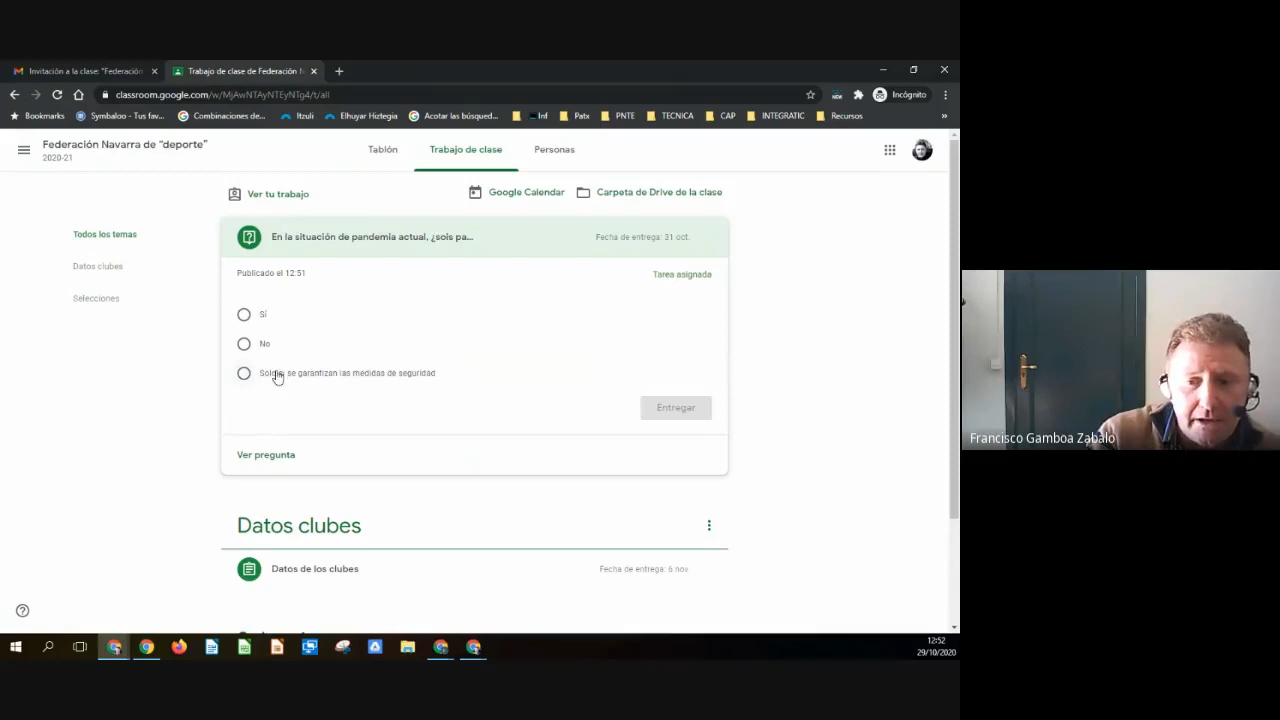 Invitación a la clase: "Federación
Trabajo de clase de Federación N
classroom.google.com/w/MjAwNTAyNTEyNTg4/t/all
Incógnito
Bookmarks
Symbaloo - Tus fav...
Combinaciones de...
Itzuli
Elhuyar Hiztegia
Acotar las búsqued...
Inf
Patx
PNTE
TECNICA
CAP
INTEGRATIC
Recursos
Federación Navarra de "deporte"
2020-21
Tablón
Trabajo de clase
Personas
Ver tu trabajo
Google Calendar
Carpeta de Drive de la clase
Todos los temas
Datos clubes
Selecciones
En la situación de pandemia actual, ¿sois pa...
Fecha de entrega: 31 oct.
Publicado el 12:51
Tarea asignada
Sí
No
se garantizan las medidas de seguridad
Entregar
Ver pregunta
Datos clubes
Datos de los clubes
Fecha de entrega: 6 nov.
12:52
29/10/2020
Francisco Gamboa Zabalo